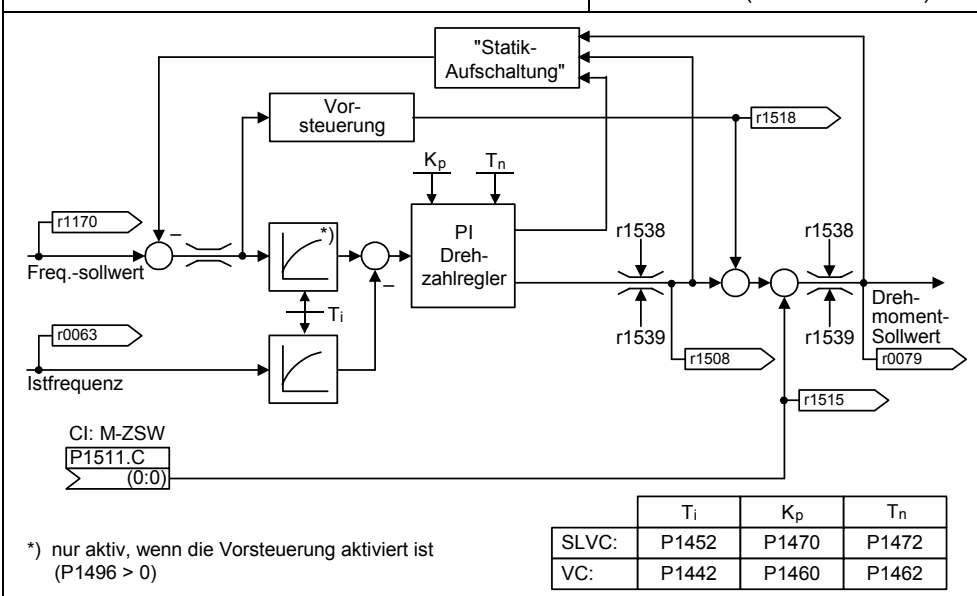 "Statik-
Aufschaltung"
Vor-
steuerung
r1518
Kp
Tn
r1170
*)
PI
Dreh-
zahlregler
r1538
r1538
Freq.-sollwert
Ti
r1539
r1539
Dreh-
moment-
Sollwert
r0063
r1508
r0079
Istfrequenz
r1515
CI: M-ZSW
P1511.C
(0:0)
Ti Kp Tn
SLVC: P1452 P1470 P1472
VC: P1442 P1460 P1462
*) nur aktiv, wenn die Vorsteuerung aktiviert ist
(P1496 > 0)